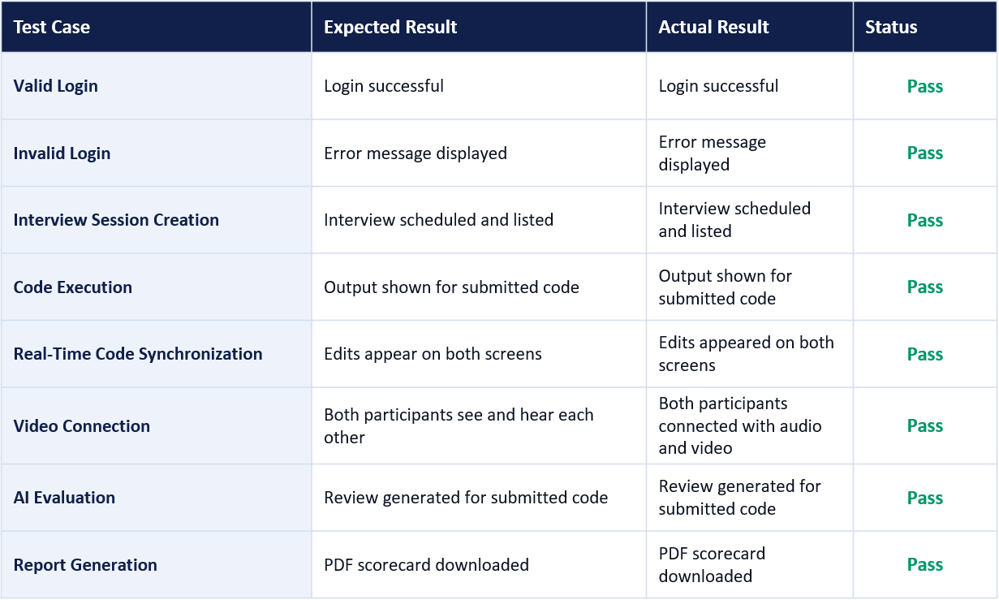 Test Case Expected Result Actual Result Status
Valid Login Login successful Login successful Pass
Invalid Login Error message displayed Error message
displayed Pass
Interview Session Creation Interview scheduled and listed Interview scheduled
and listed Pass
Code Execution Output shown for submitted code Output shown for
submitted code Pass
Real-Time Code Synchronization Edits appear on both screens Edits appeared on both
screens Pass
Video Connection Both participants see and hear each
other Both participants
connected with audio
and video Pass
AI Evaluation Review generated for submitted code Review generated for
submitted code Pass
Report Generation PDF scorecard downloaded PDF scorecard
downloaded Pass